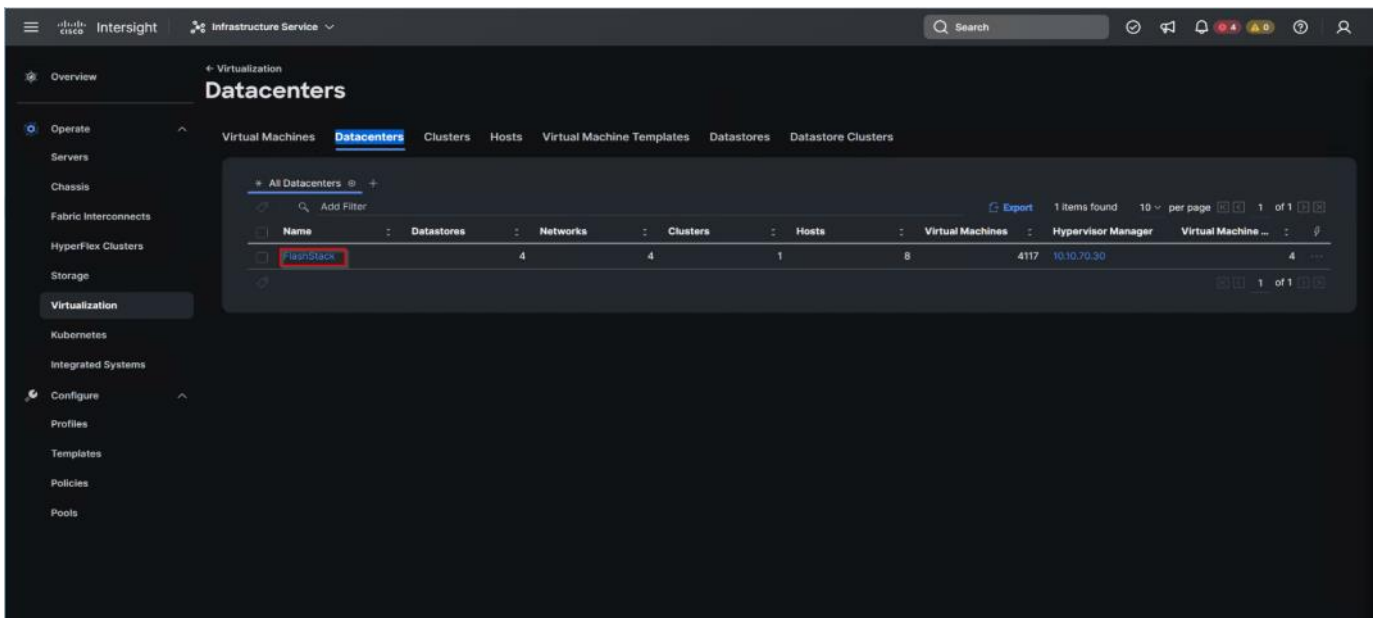 cisco Intersight Infrastructure Service Search 4 0
Overview
← Virtualization
Datacenters
Operate
Servers
Chassis
Fabric Interconnects
HyperFlex Clusters
Storage
Virtualization
Kubernetes
Integrated Systems
Configure
Profiles
Templates
Policies
Pools
Virtual Machines Datacenters Clusters Hosts Virtual Machine Templates Datastores Datastore Clusters
All Datacenters +
Add Filter Export 1 items found 10 per page 1 of 1
Name Datastores Networks Clusters Hosts Virtual Machines Hypervisor Manager Virtual Machine ...
FlashStack 4 4 1 8 4117 10.10.70.30 4 ...
1 of 1